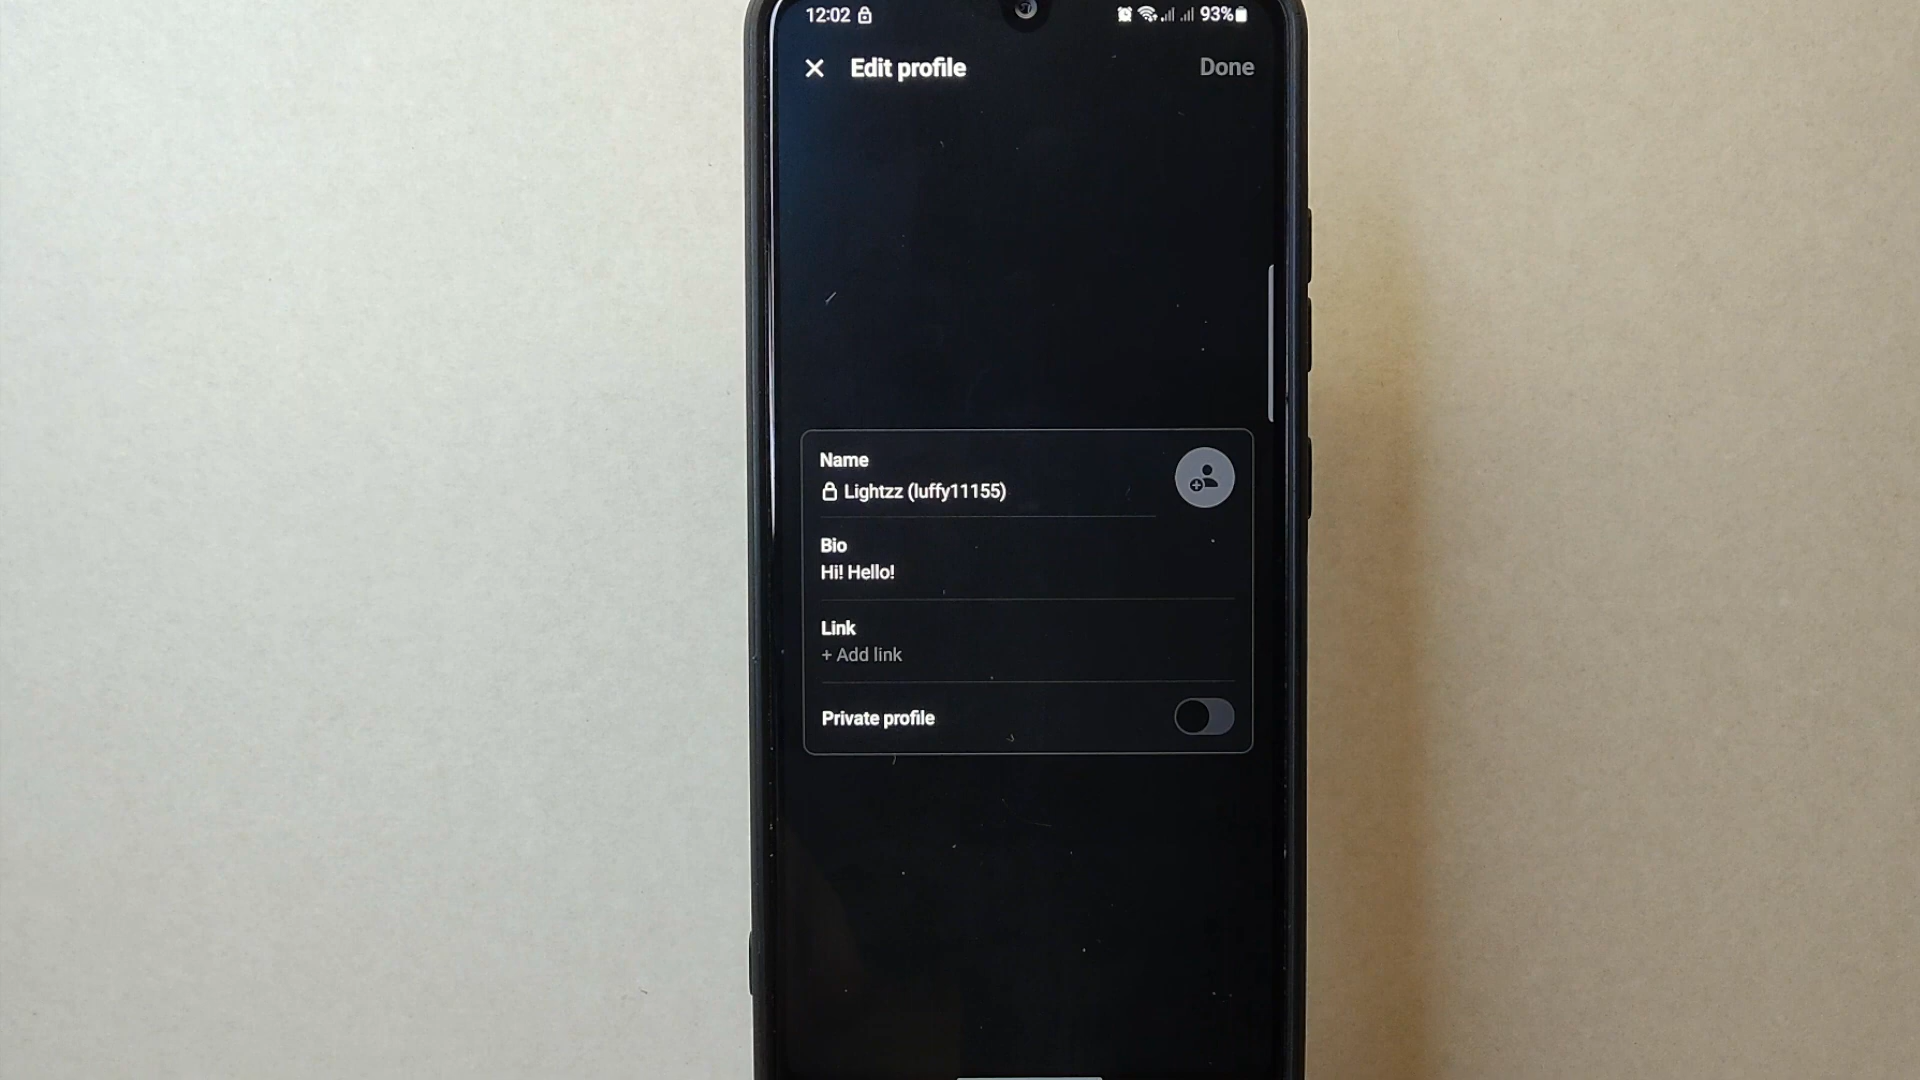 12:02 93%
Edit profile Done
Name
Lightzz (luffy11155)
Bio
Hi! Hello!
Link
+ Add link
Private profile